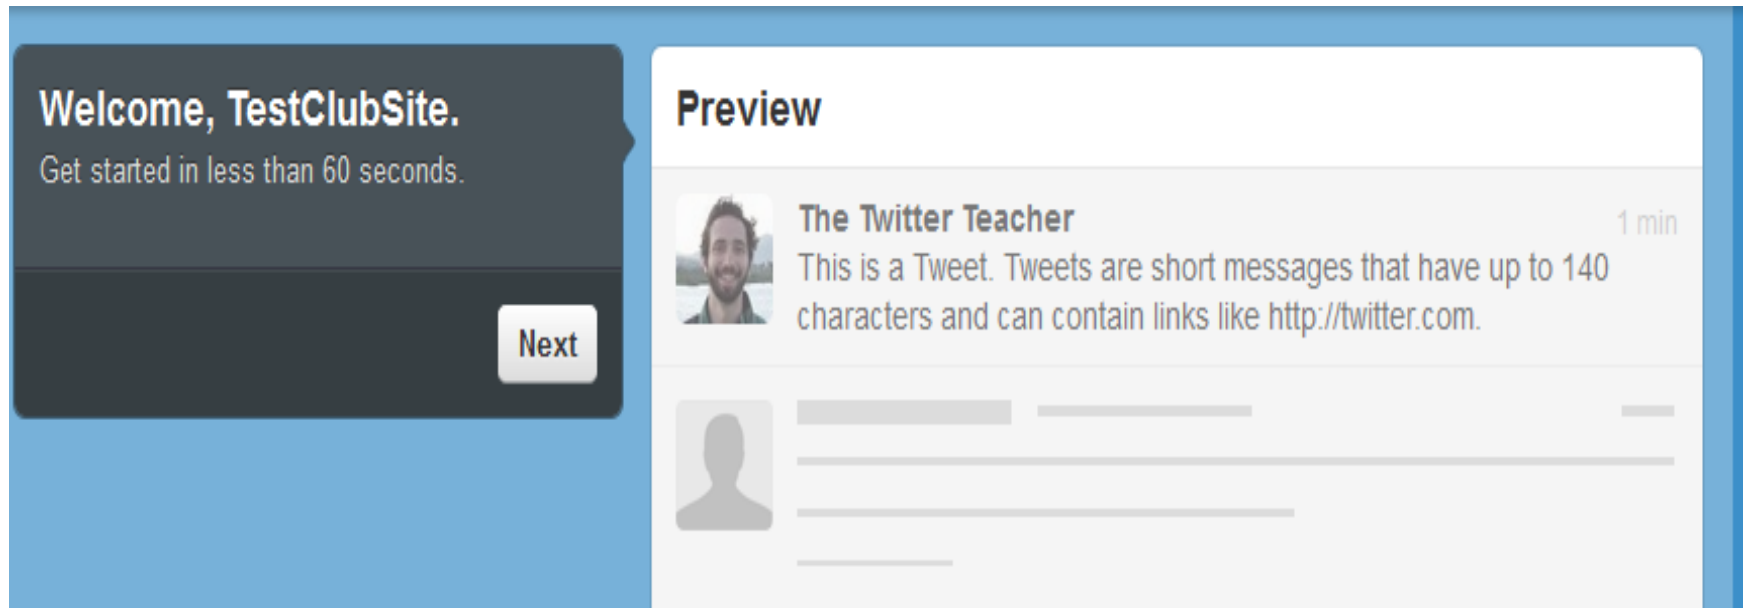 Welcome, TestClubSite.
Get started in less than 60 seconds.
Next
Preview
The Twitter Teacher
1 min
This is a Tweet. Tweets are short messages that have up to 140
characters and can contain links like http://twitter.com.